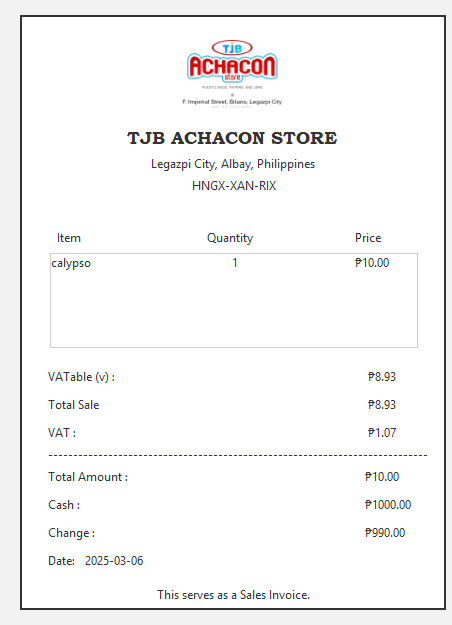 TJB
ACHACON
store
PLASTIC BAGS, PAPERS, AND JARS
F. Imperial Street, Bitano, Legazpi City
TJB ACHACON STORE
Legazpi City, Albay, Philippines
HNGX-XAN-RIX
Item Quantity Price
calypso 1 ₱10.00
VATable (v) : ₱8.93
Total Sale ₱8.93
VAT : ₱1.07
Total Amount : ₱10.00
Cash : ₱1000.00
Change : ₱990.00
Date: 2025-03-06
This serves as a Sales Invoice.